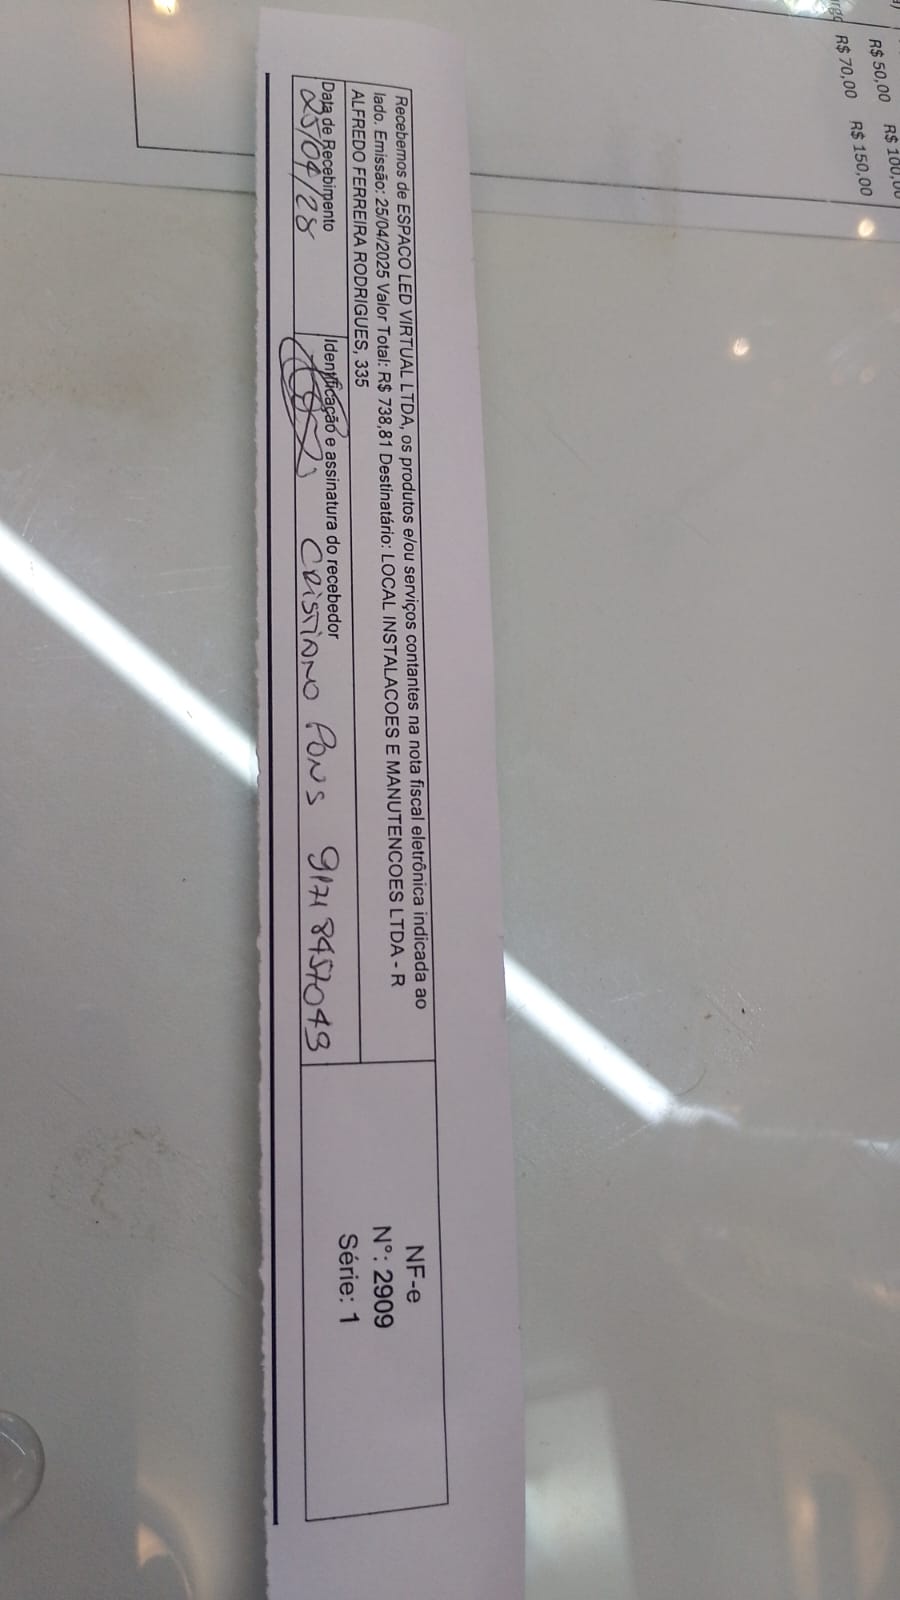 Recebemos de ESPACO LED VIRTUAL LTDA, os produtos e/ou serviços contantes na nota fiscal eletrônica indicada ao
lado. Emissão: 25/04/2025 Valor Total: R$ 738,81 Destinatário: LOCAL INSTALACOES E MANUTENCOES LTDA - R
ALFREDO FERREIRA RODRIGUES, 335
Data de Recebimento
25/04/25
Identificação e assinatura do recebedor
CRISTIANO PONS
NF-e
Nº: 2909
Série: 1
R$ 50,00 R$ 100,00
R$ 70,00 R$ 150,00